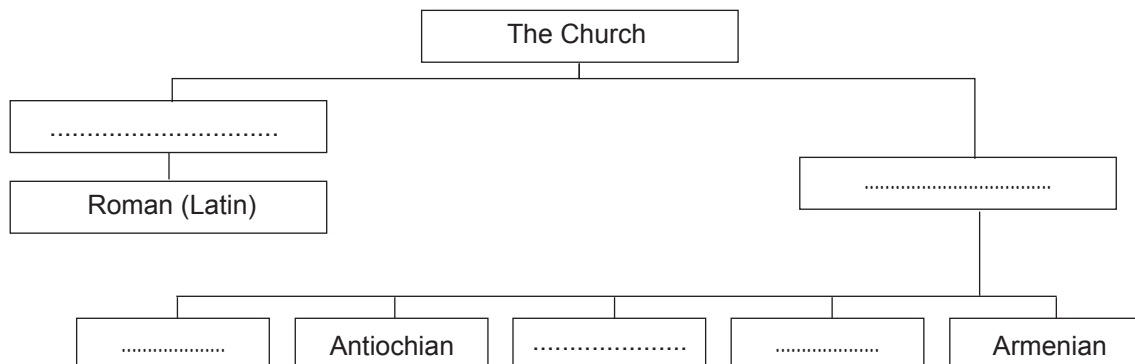 The Church
..............................
Roman (Latin)
....................................
....................
Antiochian
.....................
....................
Armenian